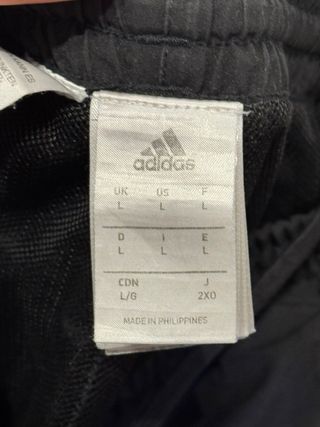 adidas
UK US F
L L L
D I E
L L L
CDN J
L/G 2XO
MADE IN PHILIPPINES